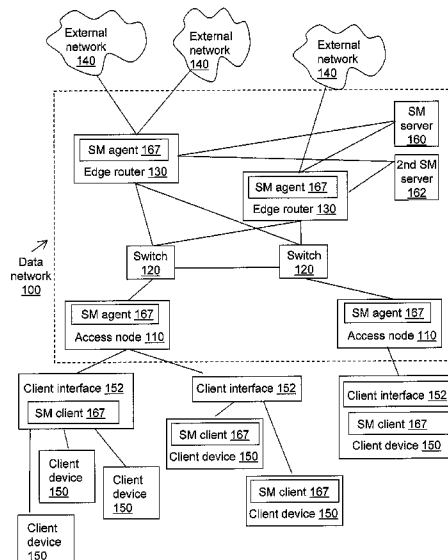 External
network
140
External
network
140
External
network
140
SM agent 167
Edge router 130
SM
server
160
2nd SM
server
162
SM agent 167
Edge router 130
Data
network
100
Switch
120
Switch
120
SM agent 167
Access node 110
SM agent 167
Access node 110
Client interface 152
SM client 167
Client interface 152
Client interface 152
SM client 167
Client device 150
SM client 167
Client device 150
Client
device
150
Client
device
150
SM client 167
Client device 150
Client
device
150